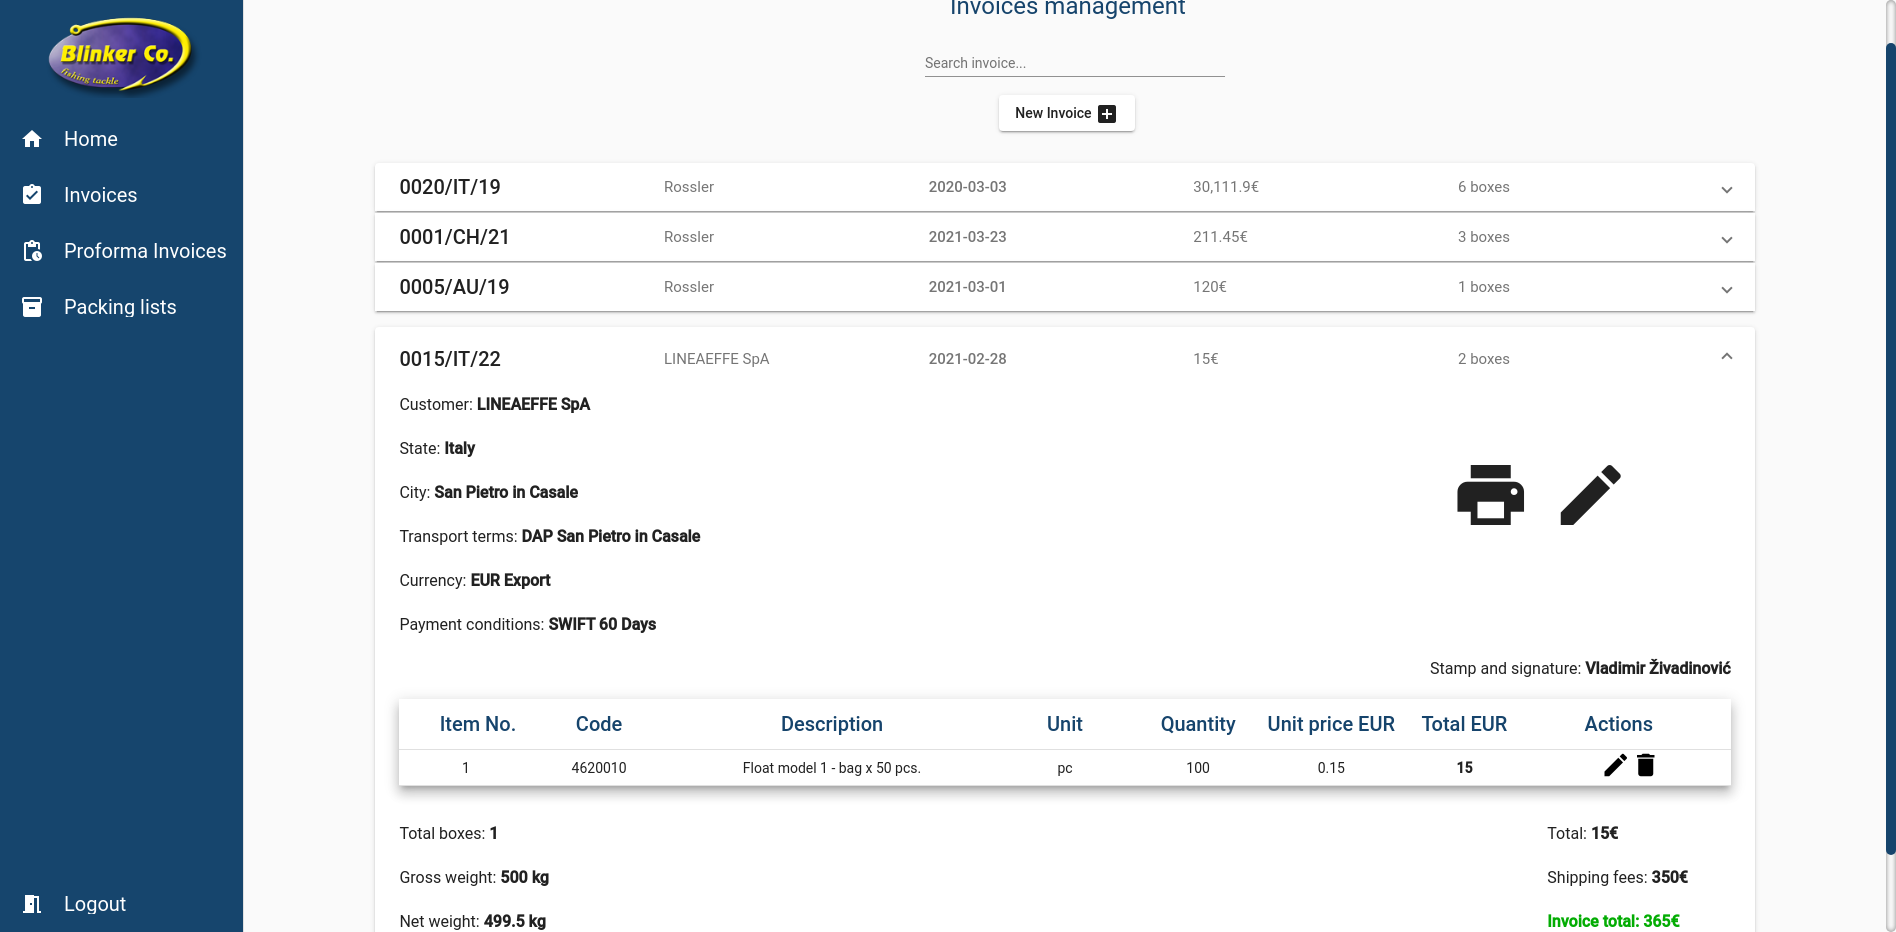 Blinker Co.
fishing tackle
Home
Invoices
Proforma Invoices
Packing lists
Logout
Invoices management
Search invoice...
New Invoice
0020/IT/19 Rossler 2020-03-03 30,111.9€ 6 boxes
0001/CH/21 Rossler 2021-03-23 211.45€ 3 boxes
0005/AU/19 Rossler 2021-03-01 120€ 1 boxes
0015/IT/22 LINEAEFFE SpA 2021-02-28 15€ 2 boxes
Customer: LINEAEFFE SpA
State: Italy
City: San Pietro in Casale
Transport terms: DAP San Pietro in Casale
Currency: EUR Export
Payment conditions: SWIFT 60 Days
Stamp and signature: Vladimir Živadinović
Item No. Code Description Unit Quantity Unit price EUR Total EUR Actions
1 4620010 Float model 1 - bag x 50 pcs. pc 100 0.15 15
Total boxes: 1 Total: 15€
Gross weight: 500 kg Shipping fees: 350€
Net weight: 499.5 kg Invoice total: 365€